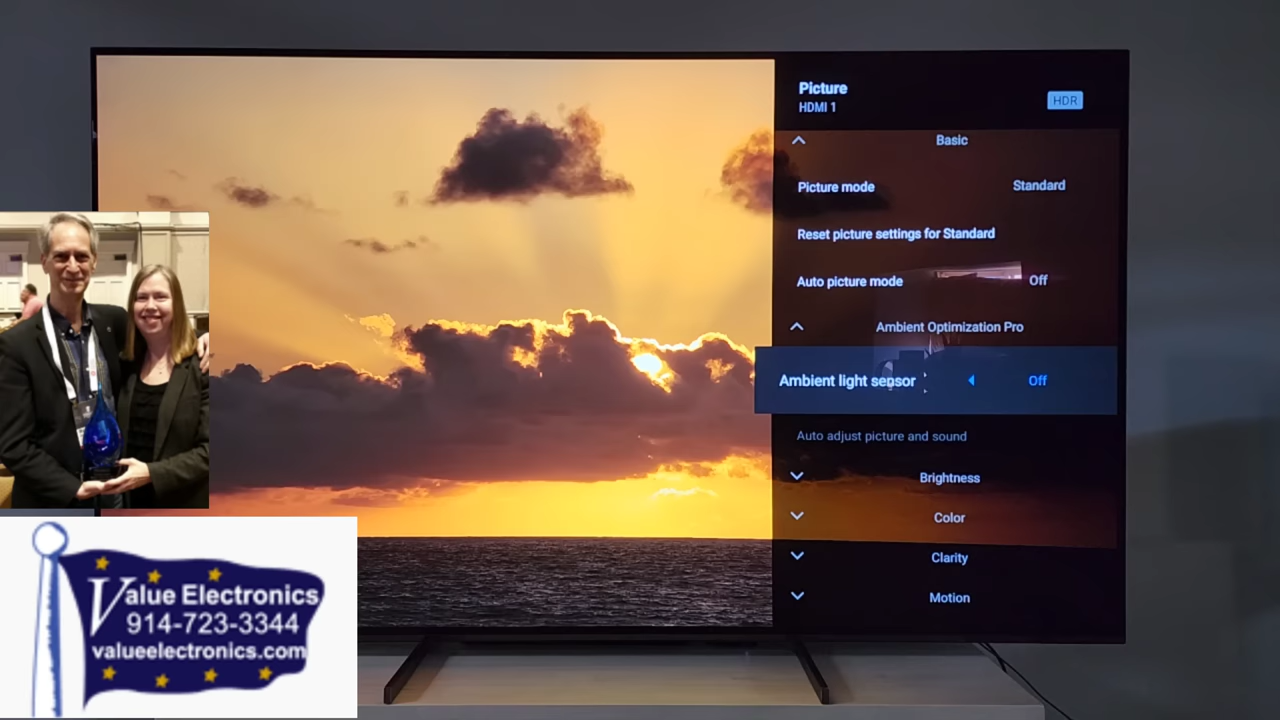 Picture
HDMI 1
HDR
Basic
Picture mode Standard
Reset picture settings for Standard
Auto picture mode Off
Ambient Optimization Pro
Ambient light sensor Off
Auto adjust picture and sound
Brightness
Color
Clarity
Motion
Value Electronics
914-723-3344
valueelectronics.com